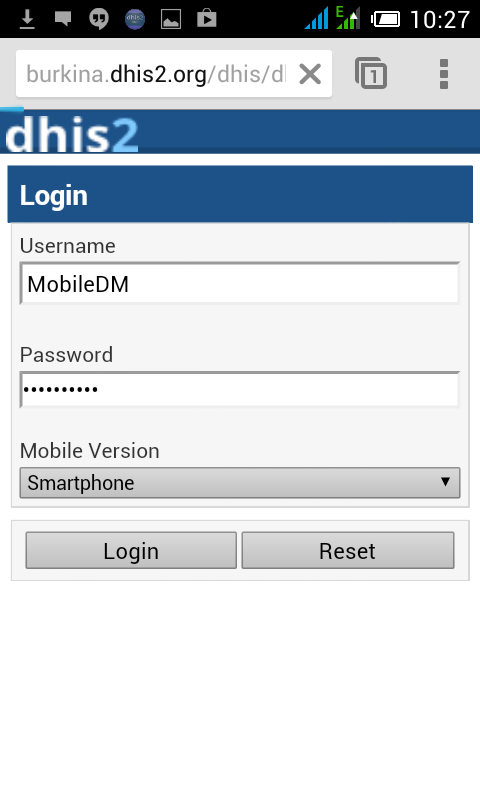 E 10:27
burkina.dhis2.org/dhis/d
1
dhis2
Login
Username
MobileDM
Password
••••••••••
Mobile Version
Smartphone
Login Reset